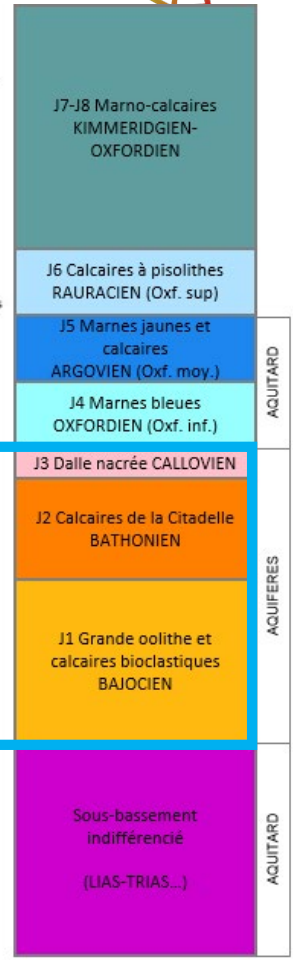 J7-J8 Marno-calcaires
KIMMERIDGIEN-
OXFORDIEN
J6 Calcaires à pisolithes
RAURACIEN (Oxf. sup)
J5 Marnes jaunes et
calcaires
ARGOVIEN (Oxf. moy.)
J4 Marnes bleues
OXFORDIEN (Oxf. inf.)
AQUITARD
J3 Dalle nacrée CALLOVIEN
J2 Calcaires de la Citadelle
BATHONIEN
J1 Grande oolithe et
calcaires bioclastiques
BAJOCIEN
AQUIFERES
Sous-bassement
indifférencié
(LIAS-TRIAS...)
AQUITARD